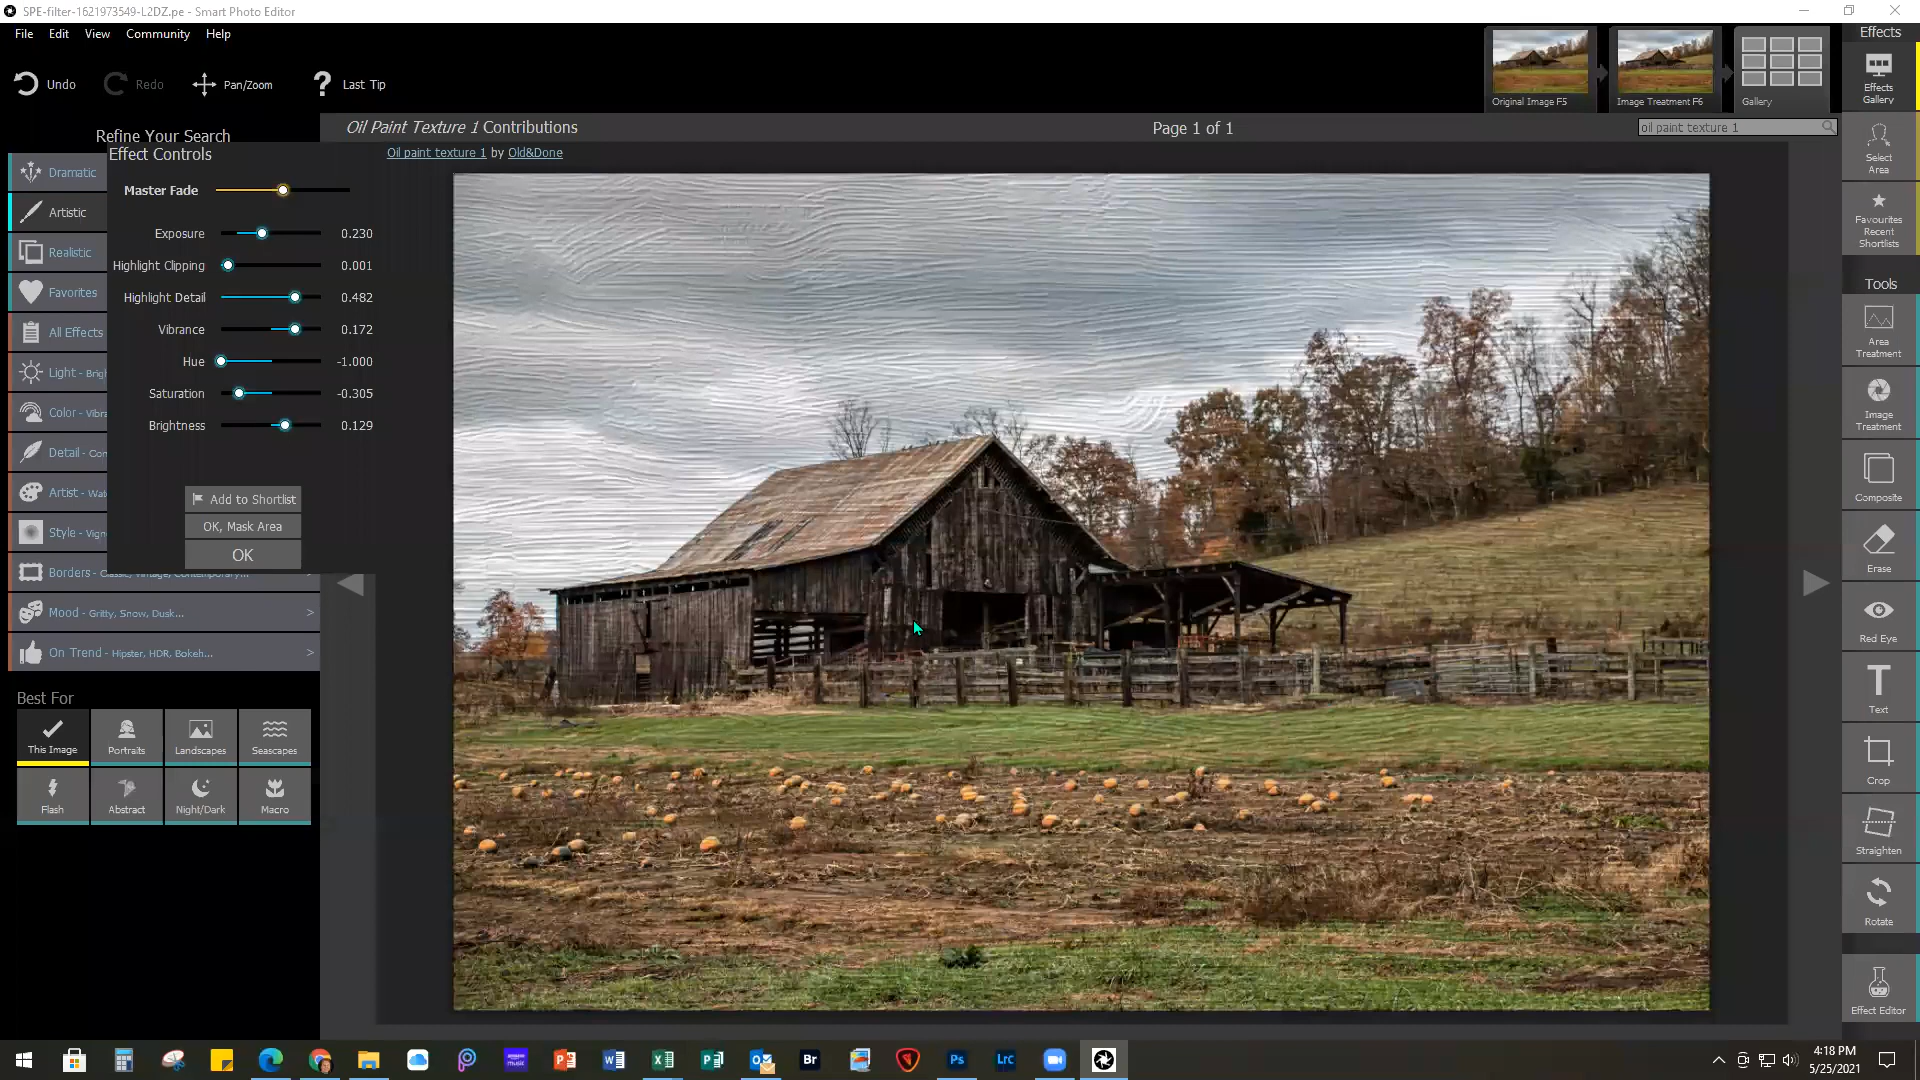 SPE-filter-1621973549-L2DZ.pe - Smart Photo Editor
File Edit View Community Help
Undo Redo Pan/Zoom ? Last Tip
Original Image F5 Image Treatment F6 Gallery
Effects
Effects Gallery
Select Area
Favourites Recent Shortlists
Tools
Area Treatment
Image Treatment
Composite
Erase
Red Eye
T
Text
Crop
Straighten
Rotate
Effect Editor
Refine Your Search
Oil Paint Texture 1 Contributions
Page 1 of 1
oil paint texture 1
Oil paint texture 1 by Old&Done
Effect Controls
Master Fade
Exposure 0.230
Highlight Clipping 0.001
Highlight Detail 0.482
Vibrance 0.172
Hue -1.000
Saturation -0.305
Brightness 0.129
Add to Shortlist
OK, Mask Area
OK
Dramatic
Artistic
Realistic
Favorites
All Effects
Light - Brig
Color - Vibra
Detail - Con
Artist - Wat
Style - Vign
Borders - Classic, Vintage, Contemporary...
Mood - Gritty, Snow, Dusk... >
On Trend - Hipster, HDR, Bokeh... >
Best For
This Image Portraits Landscapes Seascapes
Flash Abstract Night/Dark Macro
Br Ps Lrc
4:18 PM
5/25/2021